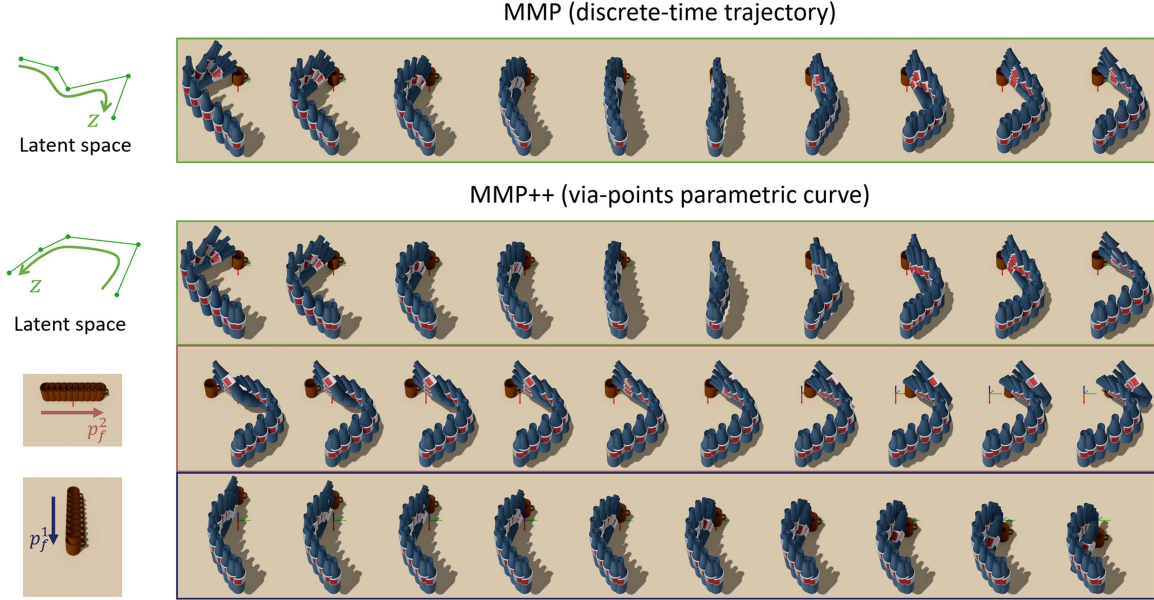 MMP (discrete-time trajectory)
z
Latent space
MMP++ (via-points parametric curve)
z
Latent space
p_f^2
p_f^1